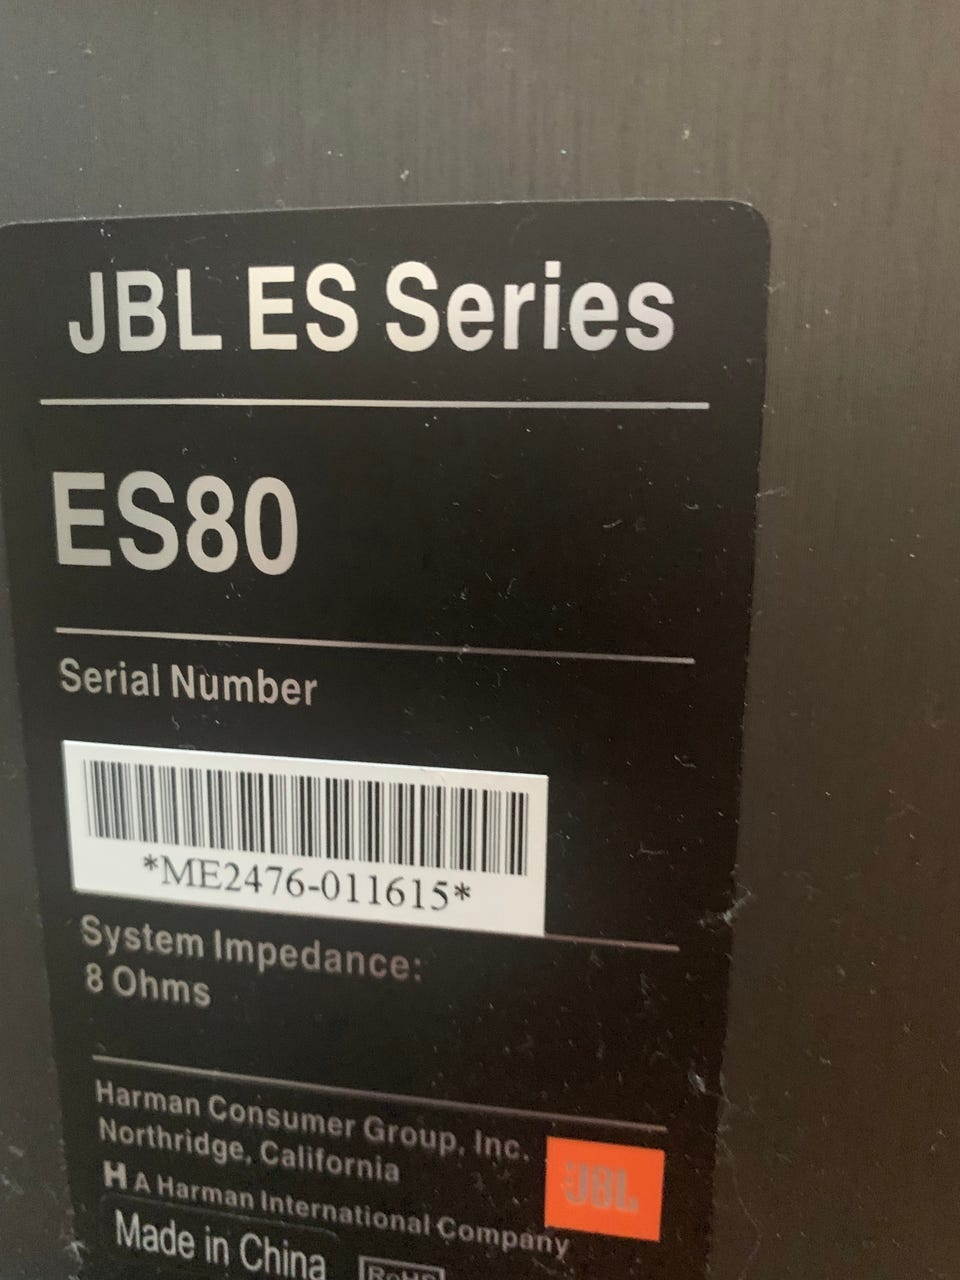 JBL ES Series
ES80
Serial Number
*ME2476-011615*
System Impedance:
8 Ohms
Harman Consumer Group, Inc.
Northridge, California
H A Harman International Company
JBL
Made in China
RoHS